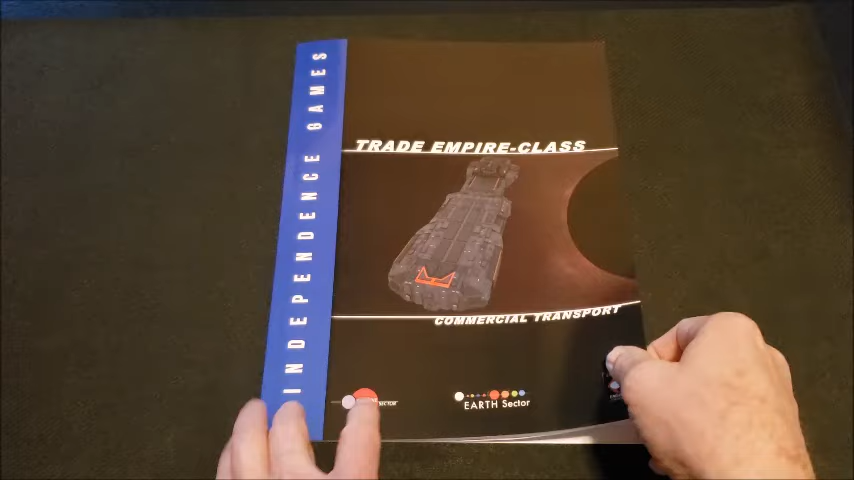 INDEPENDENCE GAMES
TRADE EMPIRE-CLASS
COMMERCIAL TRANSPORT
EARTH Sector